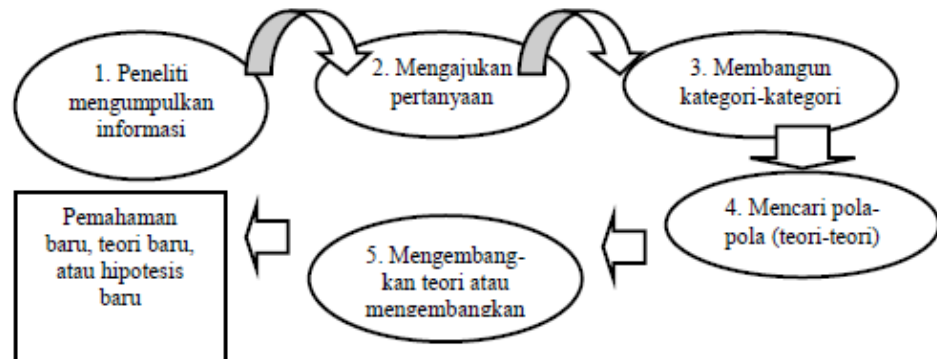 1. Peneliti
mengumpulkan
informasi
2. Mengajukan
pertanyaan
3. Membangun
kategori-kategori
4. Mencari pola-
pola (teori-teori)
5. Mengembang-
kan teori atau
mengembangkan
Pemahaman
baru, teori baru,
atau hipotesis
baru